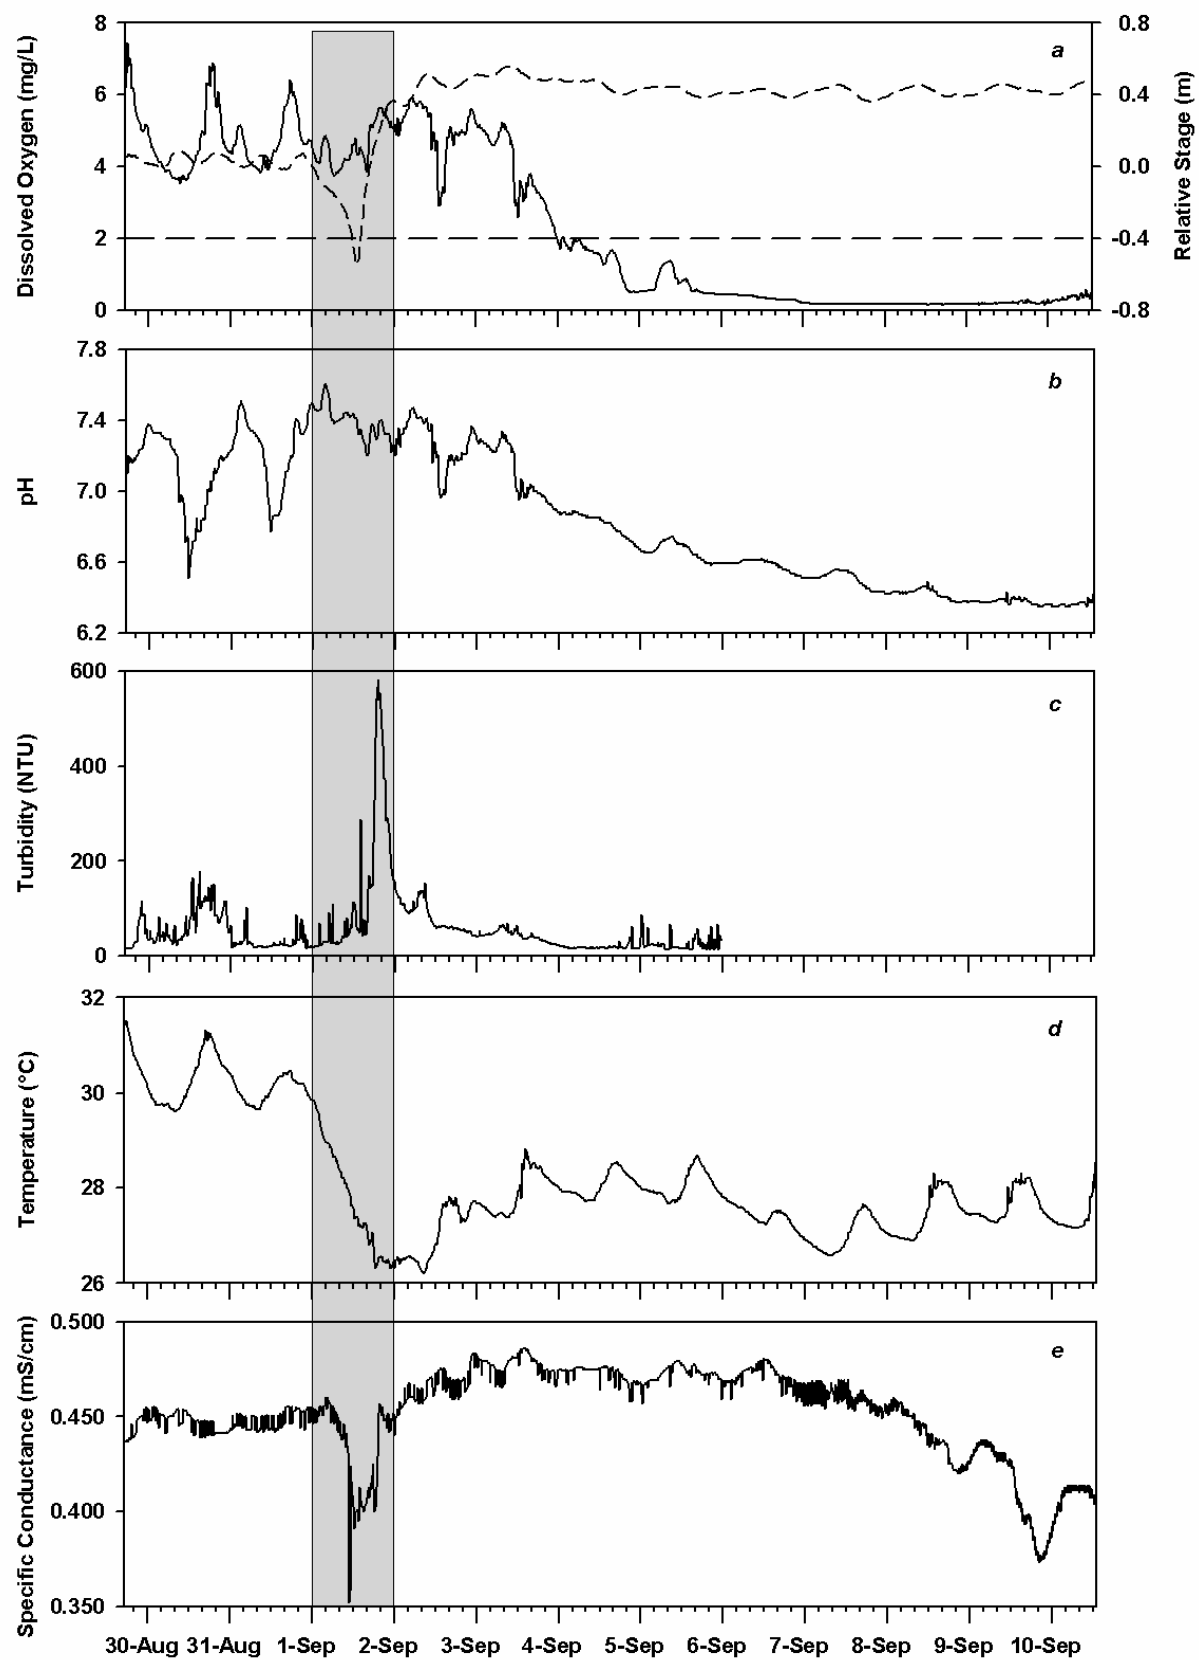 8 0.8
a
6 0.4
4 0.0
2 -0.4
0 -0.8
Dissolved Oxygen (mg/L)
Relative Stage (m)
7.8
b
7.4
7.0
6.6
6.2
pH
600
c
400
200
0
Turbidity (NTU)
32
d
30
28
26
Temperature (°C)
0.500
e
0.450
0.400
0.350
Specific Conductance (mS/cm)
30-Aug 31-Aug 1-Sep 2-Sep 3-Sep 4-Sep 5-Sep 6-Sep 7-Sep 8-Sep 9-Sep 10-Sep